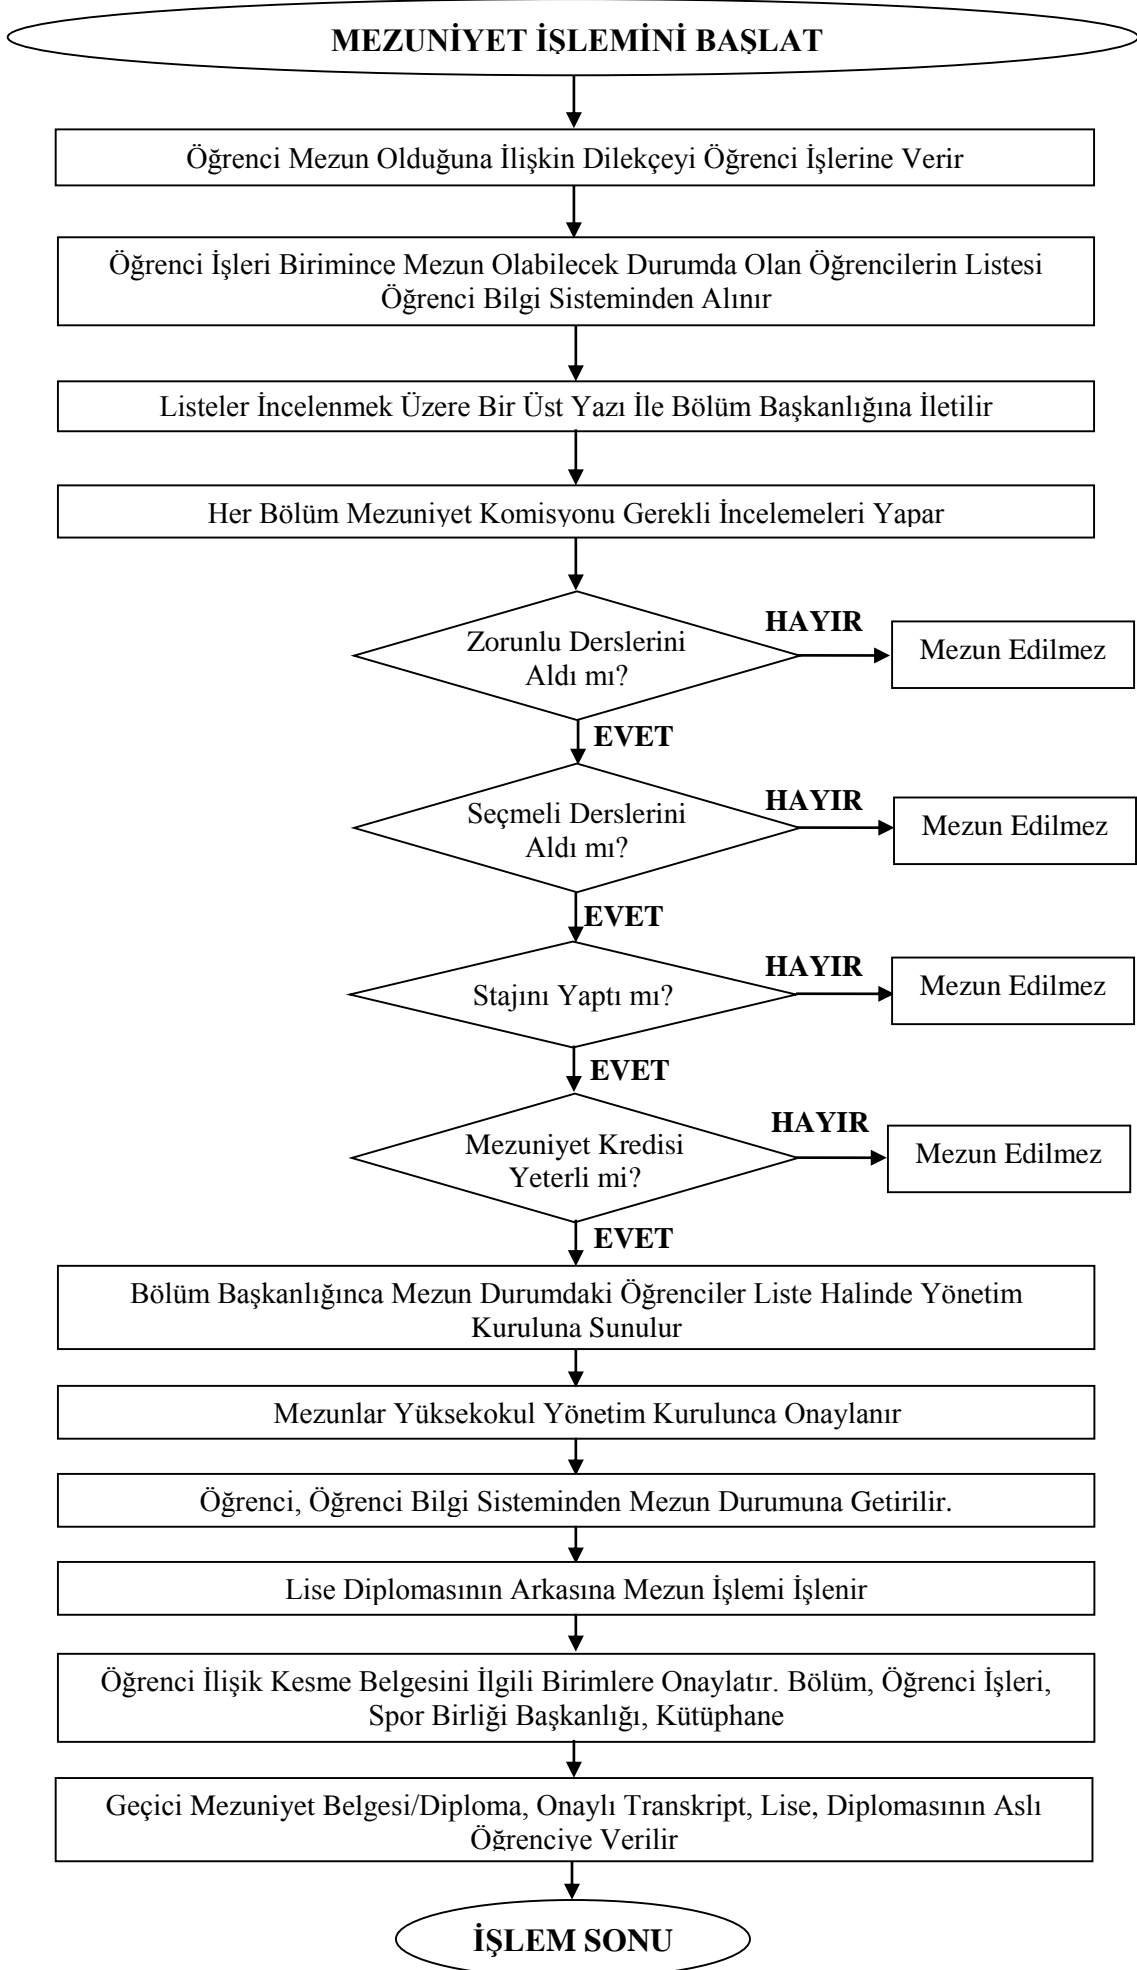 MEZUNİYET İŞLEMİNİ BAŞLAT
Öğrenci Mezun Olduğuna İlişkin Dilekçeyi Öğrenci İşlerine Verir
Öğrenci İşleri Birimince Mezun Olabilecek Durumda Olan Öğrencilerin Listesi
Öğrenci Bilgi Sisteminden Alınır
Listeler İncelenmek Üzere Bir Üst Yazı İle Bölüm Başkanlığına İletilir
Her Bölüm Mezuniyet Komisyonu Gerekli İncelemeleri Yapar
Zorunlu Derslerini
Aldı mı?
HAYIR
Mezun Edilmez
EVET
Seçmeli Derslerini
Aldı mı?
HAYIR
Mezun Edilmez
EVET
Stajını Yaptı mı?
HAYIR
Mezun Edilmez
EVET
Mezuniyet Kredisi
Yeterli mi?
HAYIR
Mezun Edilmez
EVET
Bölüm Başkanlığınca Mezun Durumdaki Öğrenciler Liste Halinde Yönetim
Kuruluna Sunulur
Mezunlar Yüksekokul Yönetim Kurulunca Onaylanır
Öğrenci, Öğrenci Bilgi Sisteminden Mezun Durumuna Getirilir.
Lise Diplomasının Arkasına Mezun İşlemi İşlenir
Öğrenci İlişik Kesme Belgesini İlgili Birimlere Onaylatır. Bölüm, Öğrenci İşleri,
Spor Birliği Başkanlığı, Kütüphane
Geçici Mezuniyet Belgesi/Diploma, Onaylı Transkript, Lise, Diplomasının Aslı
Öğrenciye Verilir
İŞLEM SONU